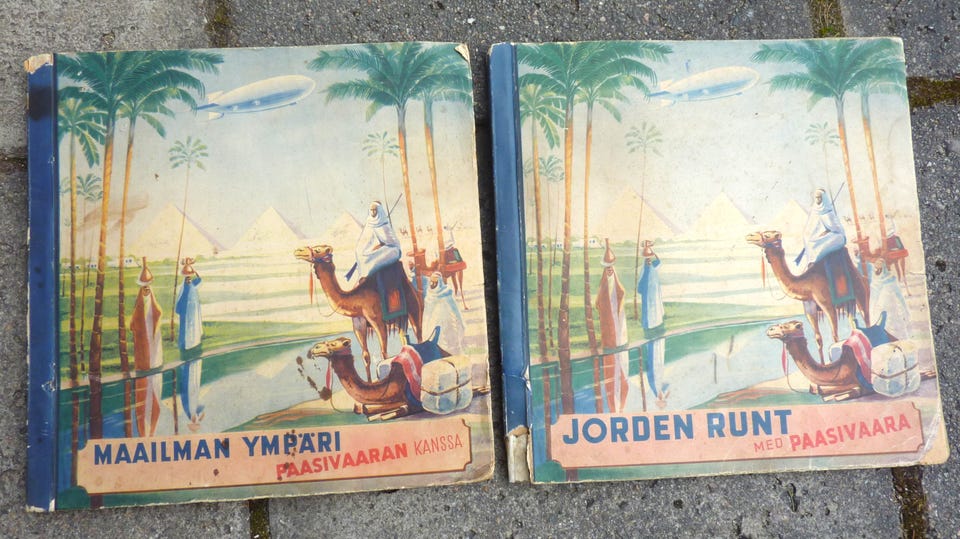 MAAILMAN YMPÄRI
PAASIVAARAN KANSSA
JORDEN RUNT
MED PAASIVAARA